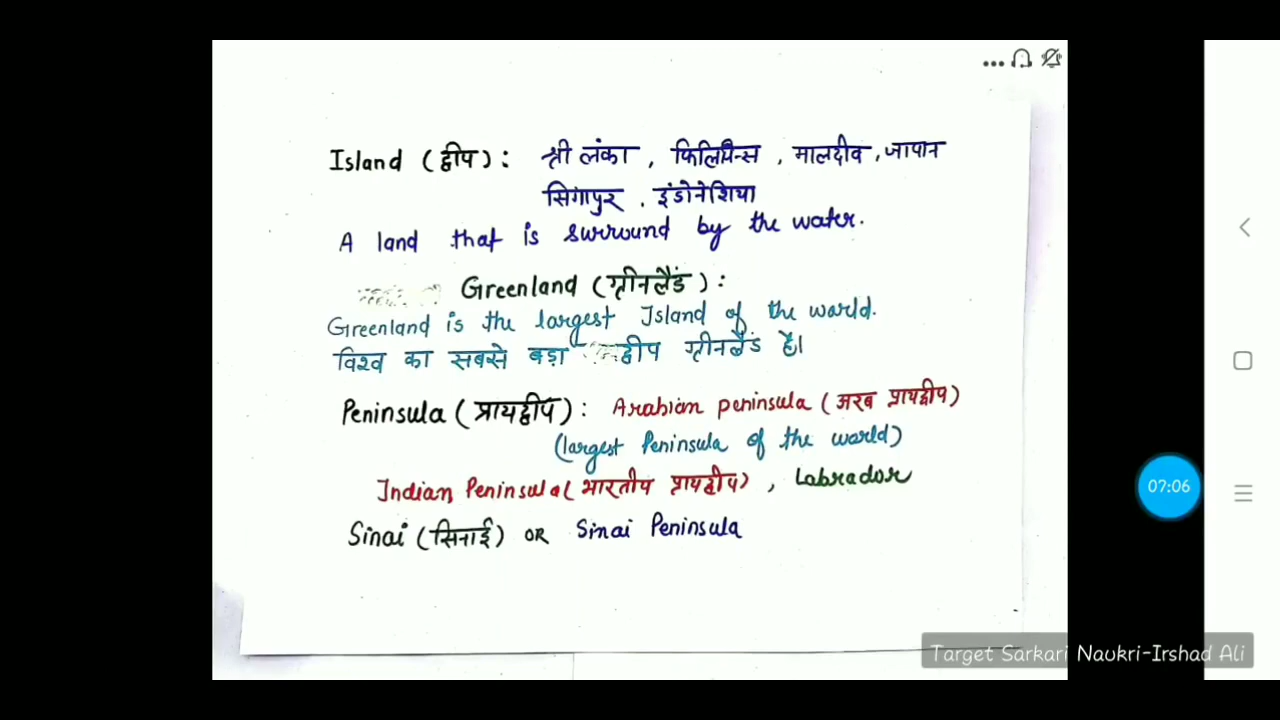 Island (द्वीप) : श्री लंका , फिलिपिन्स , मालदीव , जापान
सिगापुर , इंडोनेशिया
A land that is surround by the water.
Greenland (ग्रीनलैंड) :
Greenland is the largest Island of the world.
विश्व का सबसे बड़ा द्वीप ग्रीनलैंड है।
Peninsula (प्रायद्वीप) : Arabian peninsula (अरब प्रायद्वीप)
(largest Peninsula of the world)
Indian Peninsula (भारतीय प्रायद्वीप) , Labrador
Sinai (सिनाई) OR Sinai Peninsula
07:06
Target Sarkari Naukri-Irshad Ali